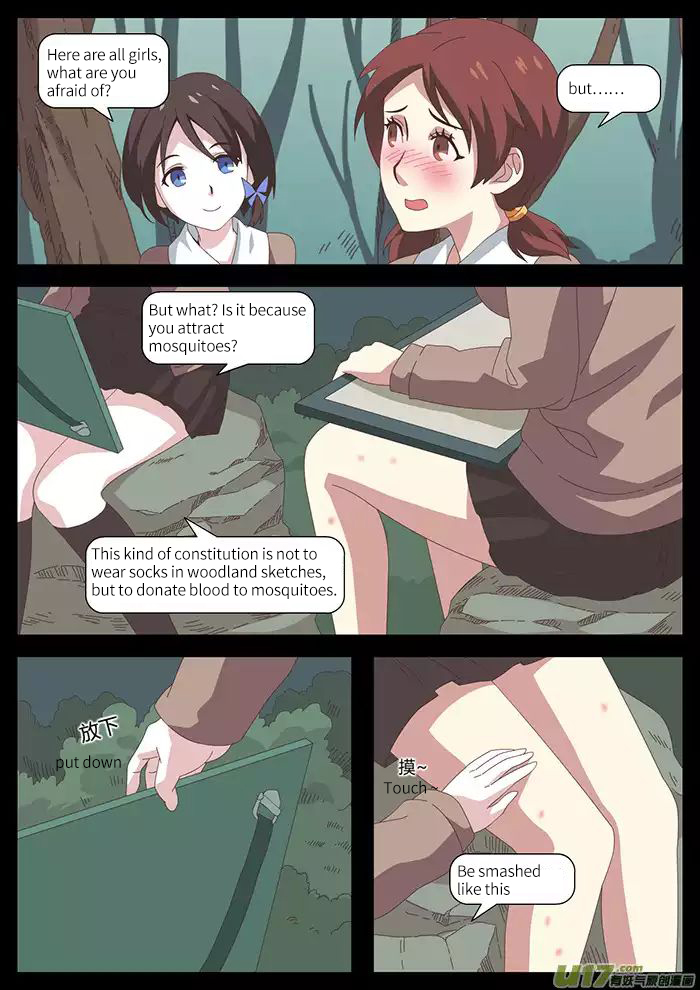 Here are all girls,
what are you
afraid of?
but……
But what? Is it because
you attract
mosquitoes?
This kind of constitution is not to
wear socks in woodland sketches,
but to donate blood to mosquitoes.
放下
put down
摸~
Touch~
Be smashed
like this
U17.com
有妖气原创漫画